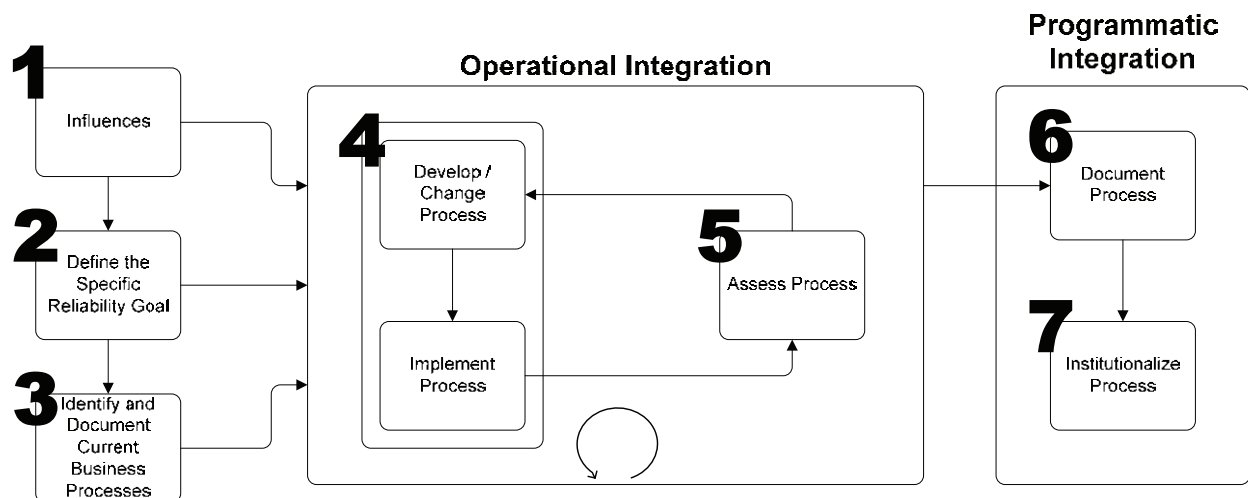 Programmatic
Integration
Operational Integration
1
Influences
2
Define the
Specific
Reliability Goal
3
Identify and
Document
Current
Business
Processes
4
Develop /
Change
Process
Implement
Process
5
Assess Process
6
Document
Process
7
Institutionalize
Process